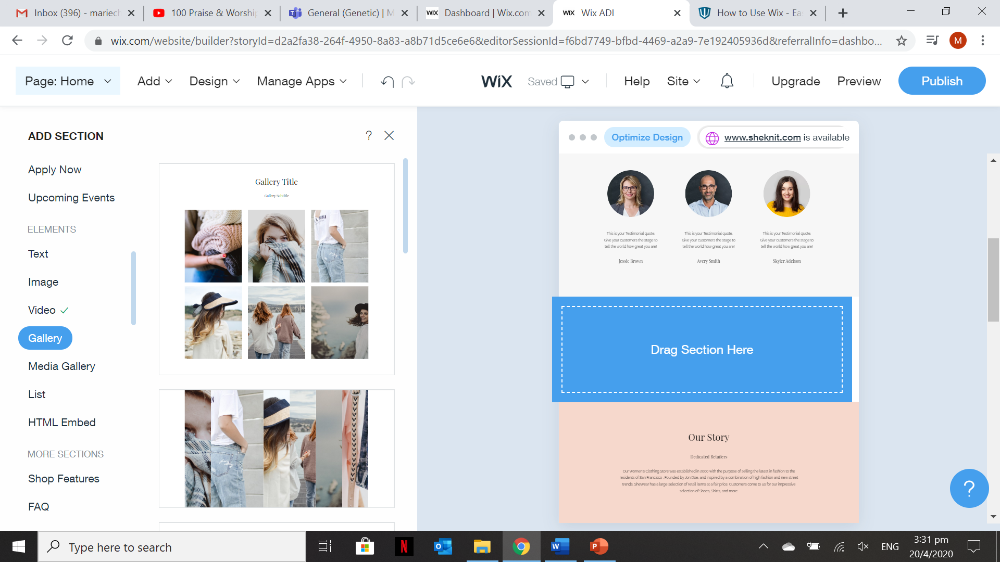 Inbox (396) - mariech
100 Praise & Worship
General (Genetic) | M
WIX Dashboard | Wix.com
WIX Wix ADI
How to Use Wix - Ea
wix.com/website/builder?storyId=d2a2fa38-264f-4950-8a83-a8b71d5ce6e6&editorSessionId=f6bd7749-bfbd-4469-a2a9-7e192405936d&referralInfo=dashbo...
M
Page: Home
Add
Design
Manage Apps
WiX
Saved
Help
Site
Upgrade
Preview
Publish
ADD SECTION
?
Apply Now
Upcoming Events
ELEMENTS
Text
Image
Video
Gallery
Media Gallery
List
HTML Embed
MORE SECTIONS
Shop Features
FAQ
Gallery Title
Gallery Subtitle
Optimize Design
www.sheknit.com is available
This is your Testimonial quote.
Give your customers the stage to
tell the world how great you are!
Jessie Brown
This is your Testimonial quote.
Give your customers the stage to
tell the world how great you are!
Avery Smith
This is your Testimonial quote.
Give your customers the stage to
tell the world how great you are!
Skyler Adelson
Drag Section Here
Our Story
Dedicated Retailers
Our Women's Clothing Store was established in 2000 with the purpose of selling the latest in fashion to the
residents of San Francisco . Founded by Jon Doe, and inspired by a combination of high fashion and new street
trends, SheWear has a large selection of retail items at a fair price. Customers come to us for our impressive
selection of Shoes, Shirts, and more.
?
Type here to search
N
O
W
P
ENG
3:31 pm
20/4/2020